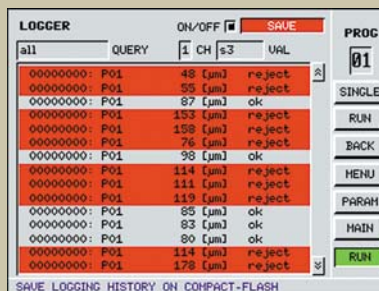 LOGGER ON/OFF SAVE
all QUERY 1 CH s3 VAL
00000000: P01 48 [µm] reject
00000000: P01 55 [µm] reject
00000000: P01 87 [µm] ok
00000000: P01 153 [µm] reject
00000000: P01 158 [µm] reject
00000000: P01 76 [µm] reject
00000000: P01 98 [µm] ok
00000000: P01 114 [µm] reject
00000000: P01 111 [µm] reject
00000000: P01 119 [µm] reject
00000000: P01 85 [µm] ok
00000000: P01 83 [µm] ok
00000000: P01 80 [µm] ok
00000000: P01 114 [µm] reject
00000000: P01 178 [µm] reject
SAVE LOGGING HISTORY ON COMPACT-FLASH
PROG
01
SINGLE
RUN
BACK
MENU
PARAM
MAIN
RUN